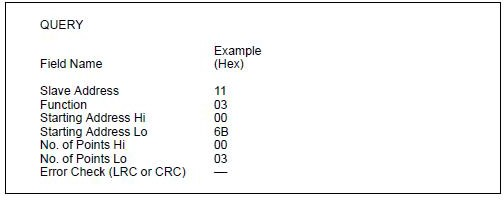 QUERY
Example
Field Name (Hex)
Slave Address 11
Function 03
Starting Address Hi 00
Starting Address Lo 6B
No. of Points Hi 00
No. of Points Lo 03
Error Check (LRC or CRC) —